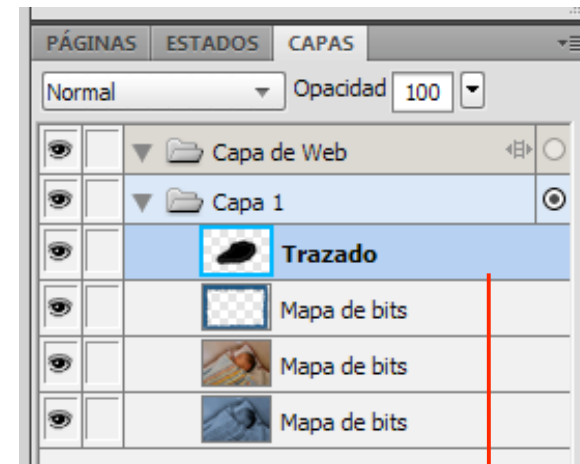 PÁGINAS ESTADOS CAPAS
Normal Opacidad 100
Capa de Web
Capa 1
Trazado
Mapa de bits
Mapa de bits
Mapa de bits